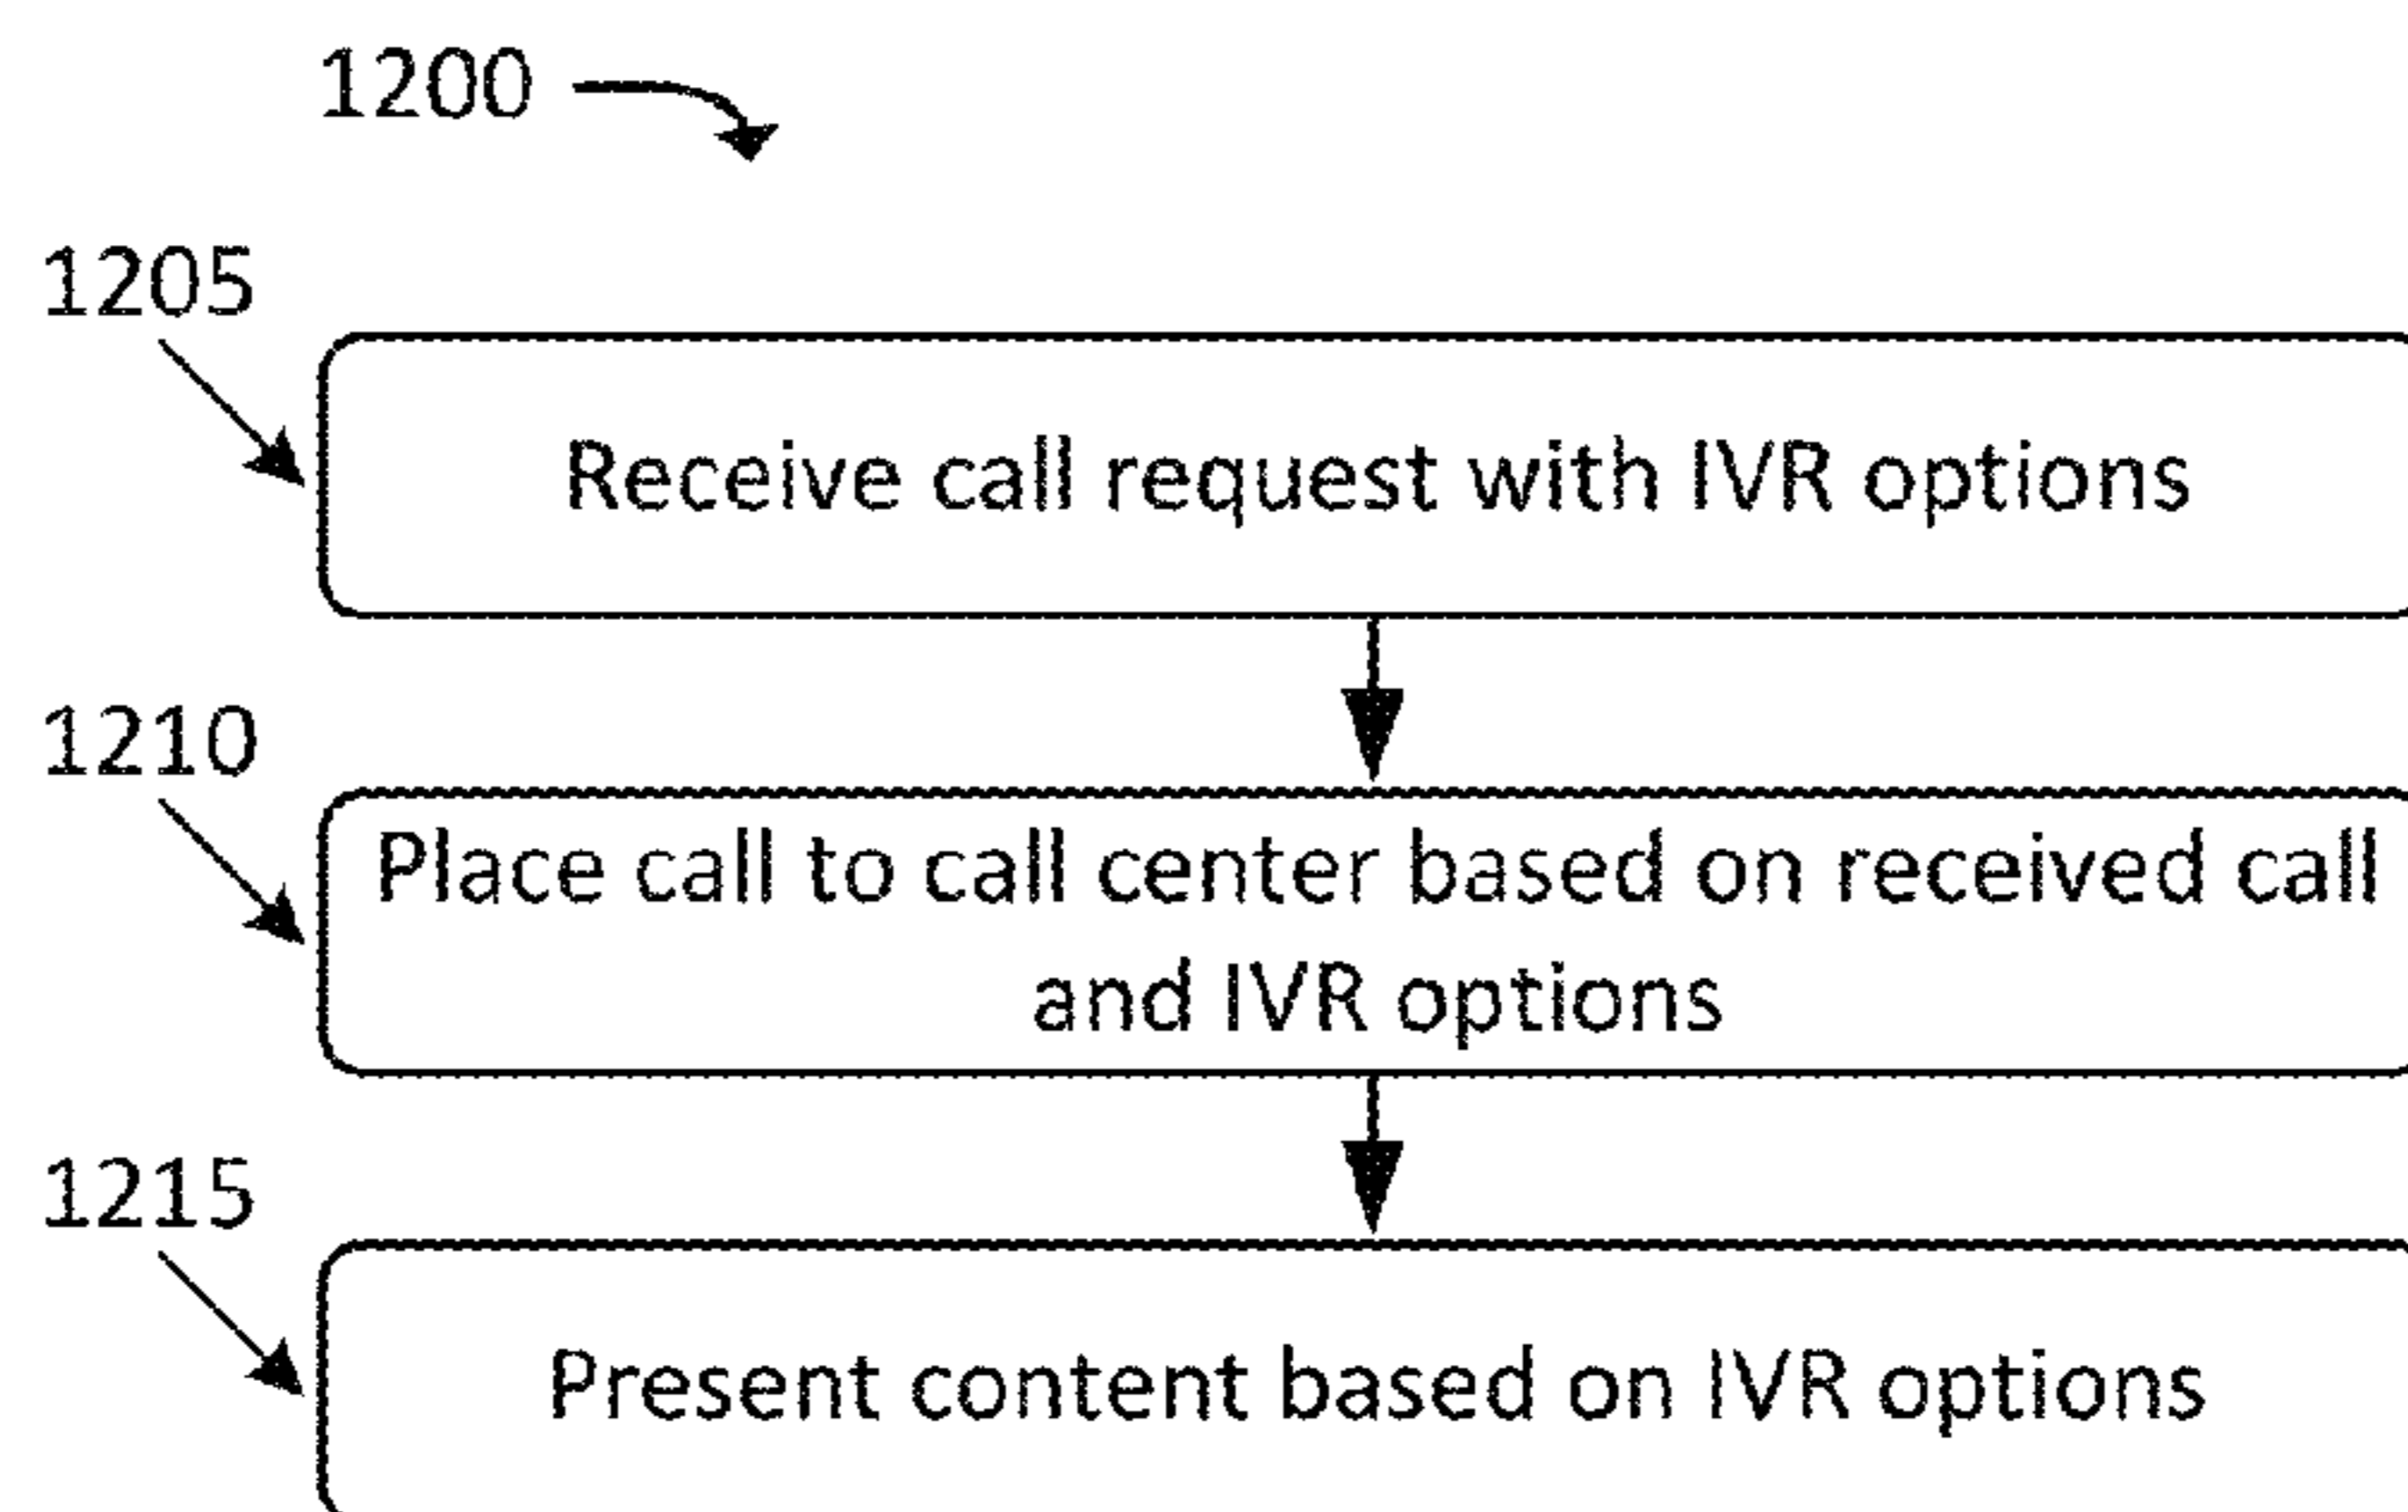 1200
1205
Receive call request with IVR options
1210
Place call to call center based on received call
and IVR options
1215
Present content based on IVR options